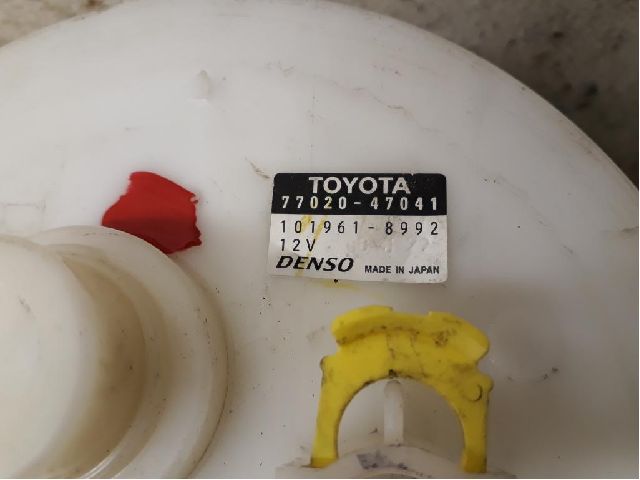 TOYOTA
77020-47041
101961-8992
12V
DENSO MADE IN JAPAN